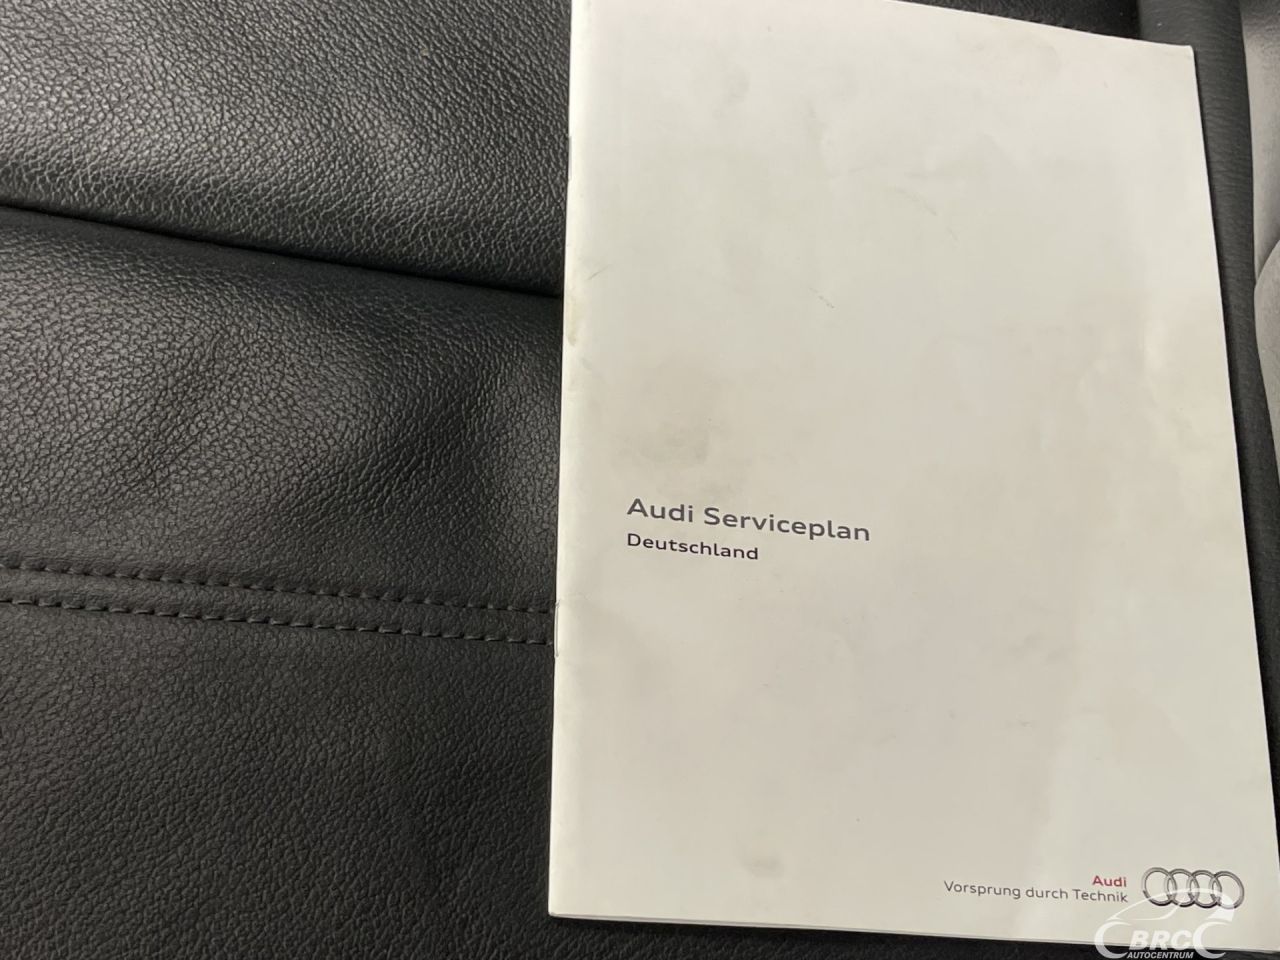 Audi Serviceplan
Deutschland
Audi
Vorsprung durch Technik
BRC
AUTOCENTRUM